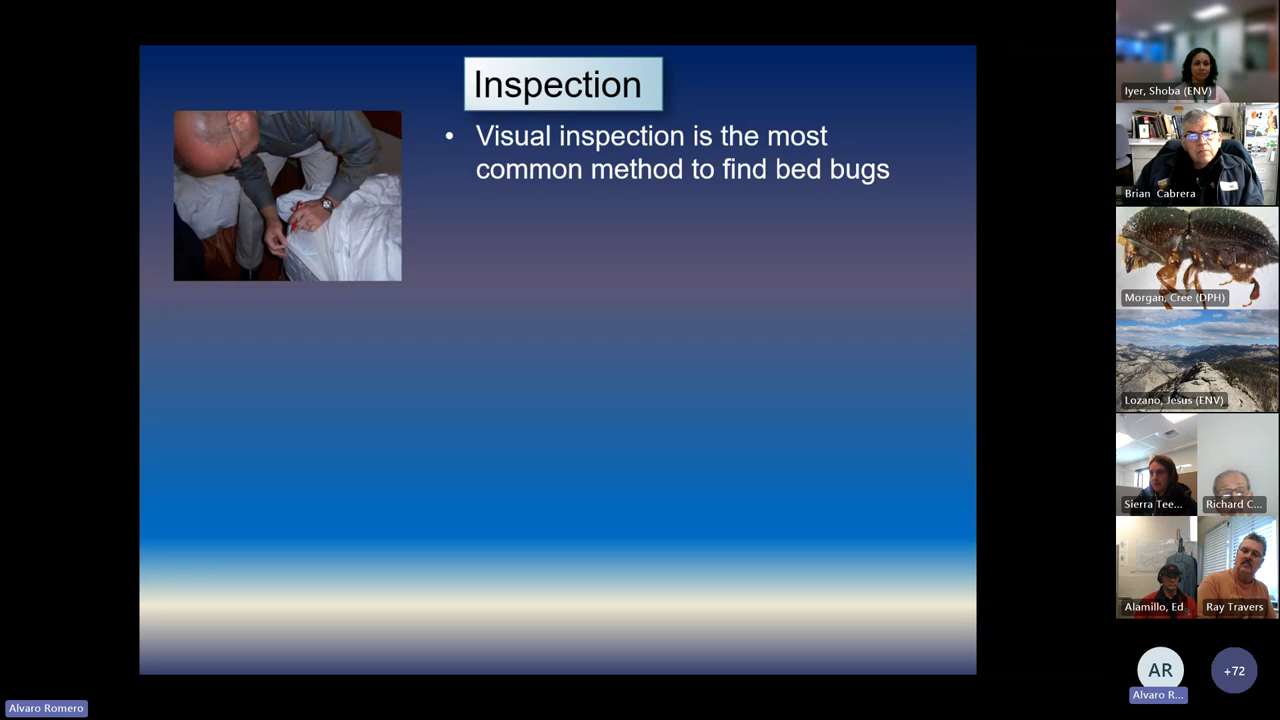 Inspection
• Visual inspection is the most
common method to find bed bugs
Iyer, Shoba (ENV)
Brian Cabrera
Morgan, Cree (DPH)
Lozano, Jesus (ENV)
Sierra Tee...
Richard C...
Alamillo, Ed
Ray Travers
AR
+72
Alvaro R...
Alvaro Romero